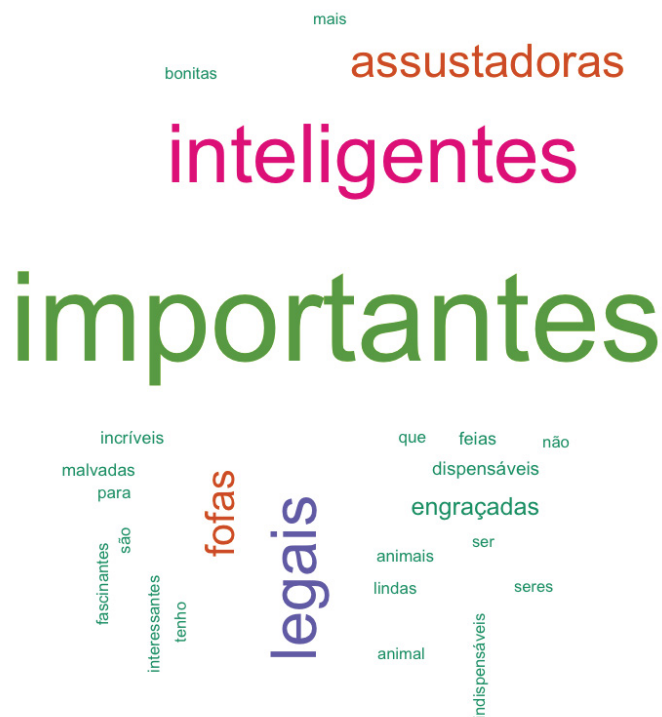 mais
assustadoras
bonitas
inteligentes
importantes
incríveis
que
feias
não
malvadas
dispensáveis
para
fofas
legais
engraçadas
são
fascinantes
ser
animais
interessantes
tenho
lindas
seres
animal
ndispensáveis